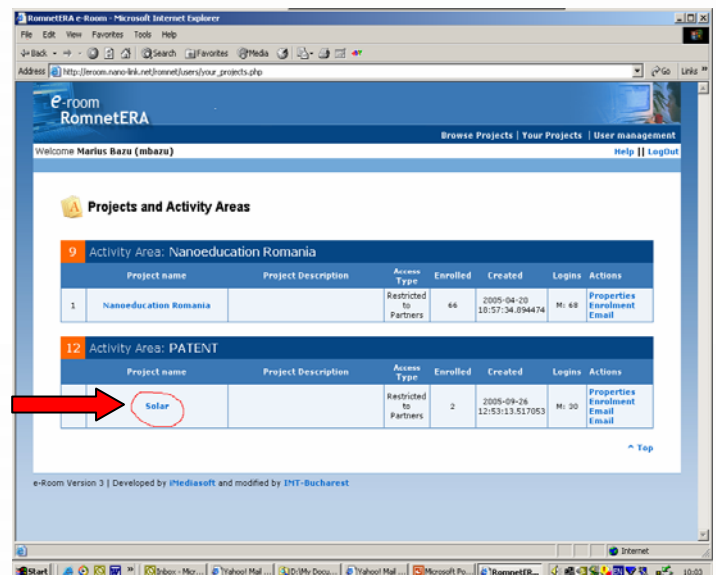 RomnetERA e-Room - Microsoft Internet Explorer
File Edit View Favorites Tools Help
Back Search Favorites Media
Address http://eroom.nano-link.net/romnet/users/your_projects.php Go Links »
e-room
RomnetERA
Browse Projects | Your Projects | User management
Welcome Marius Bazu (mbazu) Help || LogOut
Projects and Activity Areas
9 Activity Area: Nanoeducation Romania
Project name Project Description Access Type Enrolled Created Logins Actions
1 Nanoeducation Romania Restricted to Partners 66 2005-04-20 18:57:34.894474 M: 68 Properties Enrolment Email
12 Activity Area: PATENT
Project name Project Description Access Type Enrolled Created Logins Actions
Solar Restricted to Partners 2 2005-09-26 12:53:13.517053 M: 30 Properties Enrolment Email Email
^ Top
e-Room Version 3 | Developed by iMediasoft and modified by IMT-Bucharest
Internet
Start » Inbox - Micr... Yahoo! Mail ... D:\My Docu... Yahoo! Mail ... Microsoft Po... RomnetER... 10:03